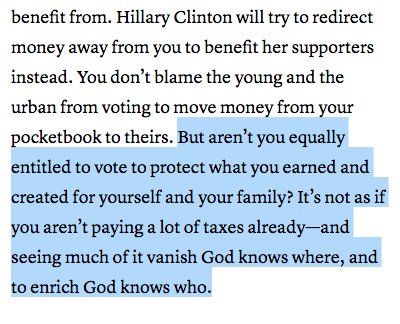 benefit from. Hillary Clinton will try to redirect
money away from you to benefit her supporters
instead. You don’t blame the young and the
urban from voting to move money from your
pocketbook to theirs. But aren’t you equally
entitled to vote to protect what you earned and
created for yourself and your family? It’s not as if
you aren’t paying a lot of taxes already—and
seeing much of it vanish God knows where, and
to enrich God knows who.